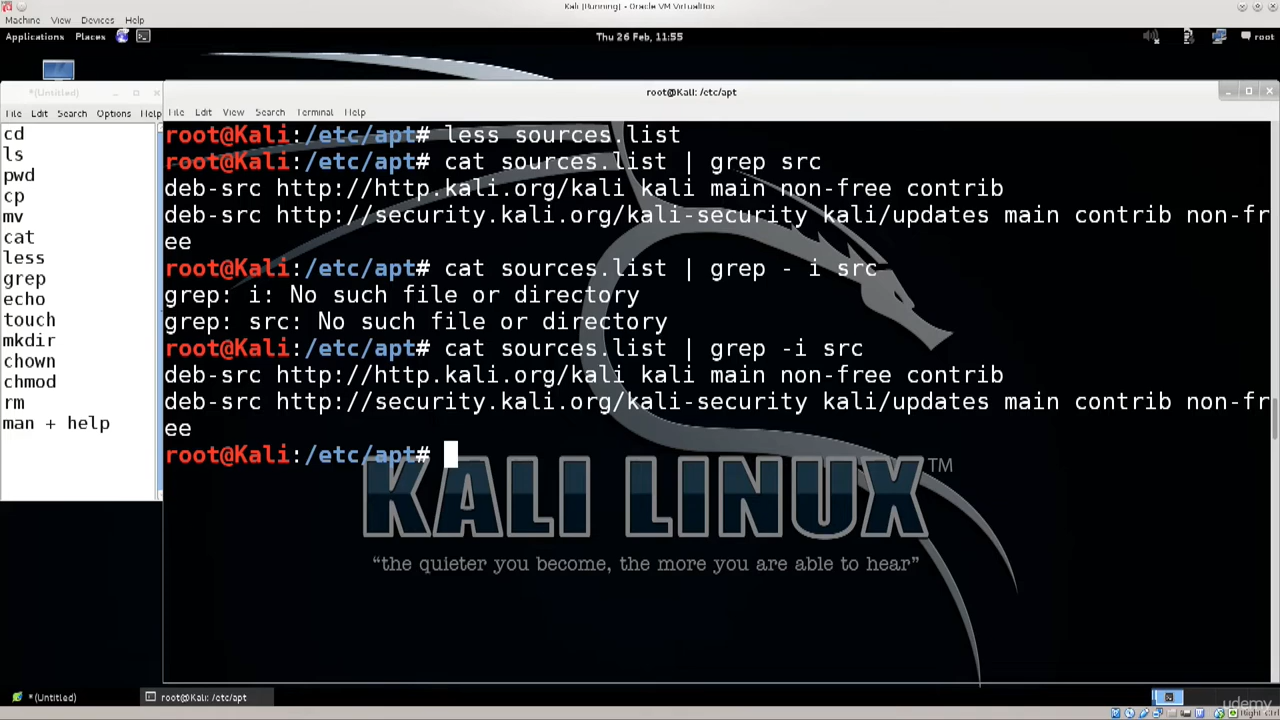 Kali [Running] - Oracle VM VirtualBox
Machine View Devices Help
Applications Places Thu 26 Feb, 11:55 root
*(Untitled)
File Edit Search Options Help
cd
ls
pwd
cp
mv
cat
less
grep
echo
touch
mkdir
chown
chmod
rm
man + help
root@Kali: /etc/apt
File Edit View Search Terminal Help
root@Kali:/etc/apt# less sources.list
root@Kali:/etc/apt# cat sources.list | grep src
deb-src http://http.kali.org/kali kali main non-free contrib
deb-src http://security.kali.org/kali-security kali/updates main contrib non-fr
ee
root@Kali:/etc/apt# cat sources.list | grep - i src
grep: i: No such file or directory
grep: src: No such file or directory
root@Kali:/etc/apt# cat sources.list | grep -i src
deb-src http://http.kali.org/kali kali main non-free contrib
deb-src http://security.kali.org/kali-security kali/updates main contrib non-fr
ee
root@Kali:/etc/apt#
KALI LINUX™
“the quieter you become, the more you are able to hear”
*(Untitled) root@Kali: /etc/apt
udemy
Right Ctrl